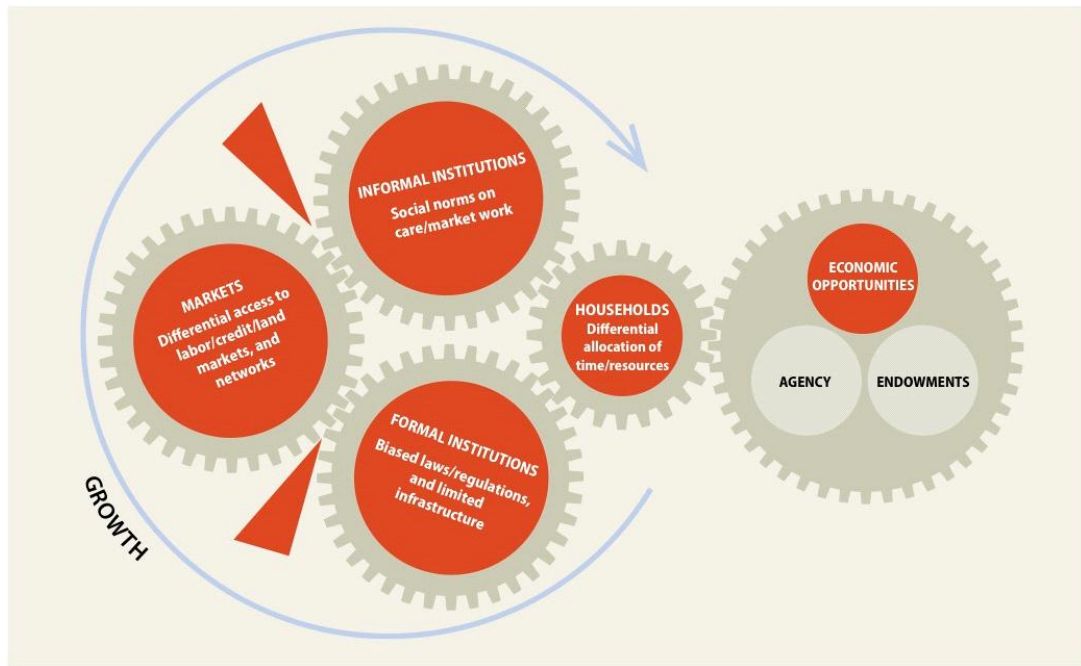 INFORMAL INSTITUTIONS
Social norms on
care/market work
MARKETS
Differential access to
labor/credit/land
markets, and
networks
HOUSEHOLDS
Differential
allocation of
time/resources
FORMAL INSTITUTIONS
Biased laws/regulations,
and limited
infrastructure
ECONOMIC
OPPORTUNITIES
AGENCY
ENDOWMENTS
GROWTH